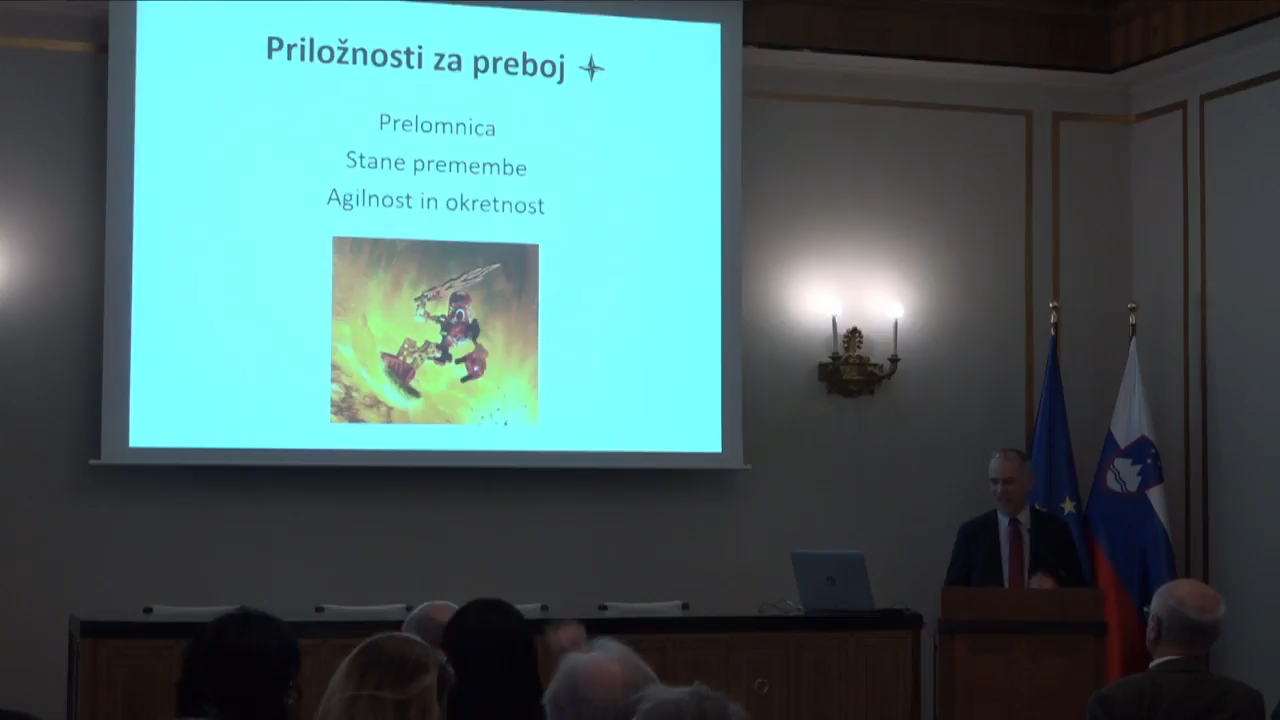 Priložnosti za preboj
Prelomnica
Stane premembe
Agilnost in okretnost